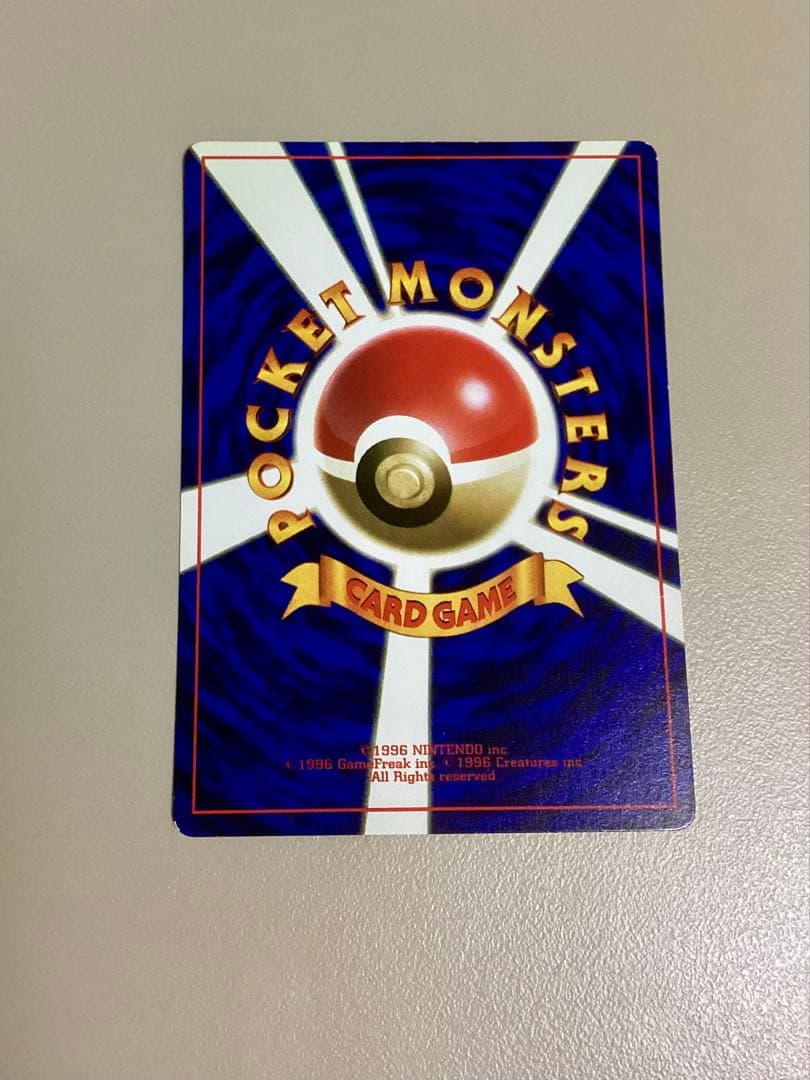 POCKET MONSTERS
CARD GAME
©1996 NINTENDO inc.
© 1996 GameFreak inc. © 1996 Creatures inc.
All Rights reserved.